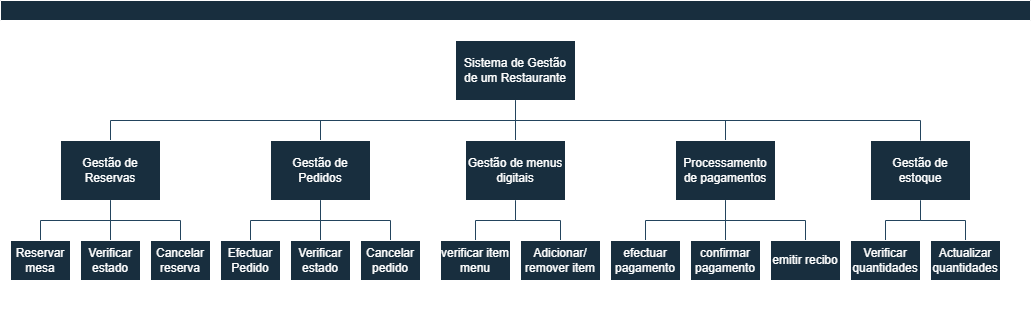 Sistema de Gestão
de um Restaurante
Gestão de
Reservas
Gestão de
Pedidos
Gestão de menus
digitais
Processamento
de pagamentos
Gestão de
estoque
Reservar
mesa
Verificar
estado
Cancelar
reserva
Efectuar
Pedido
Verificar
estado
Cancelar
pedido
verificar item
menu
Adicionar/
remover item
efectuar
pagamento
confirmar
pagamento
emitir recibo
Verificar
quantidades
Actualizar
quantidades